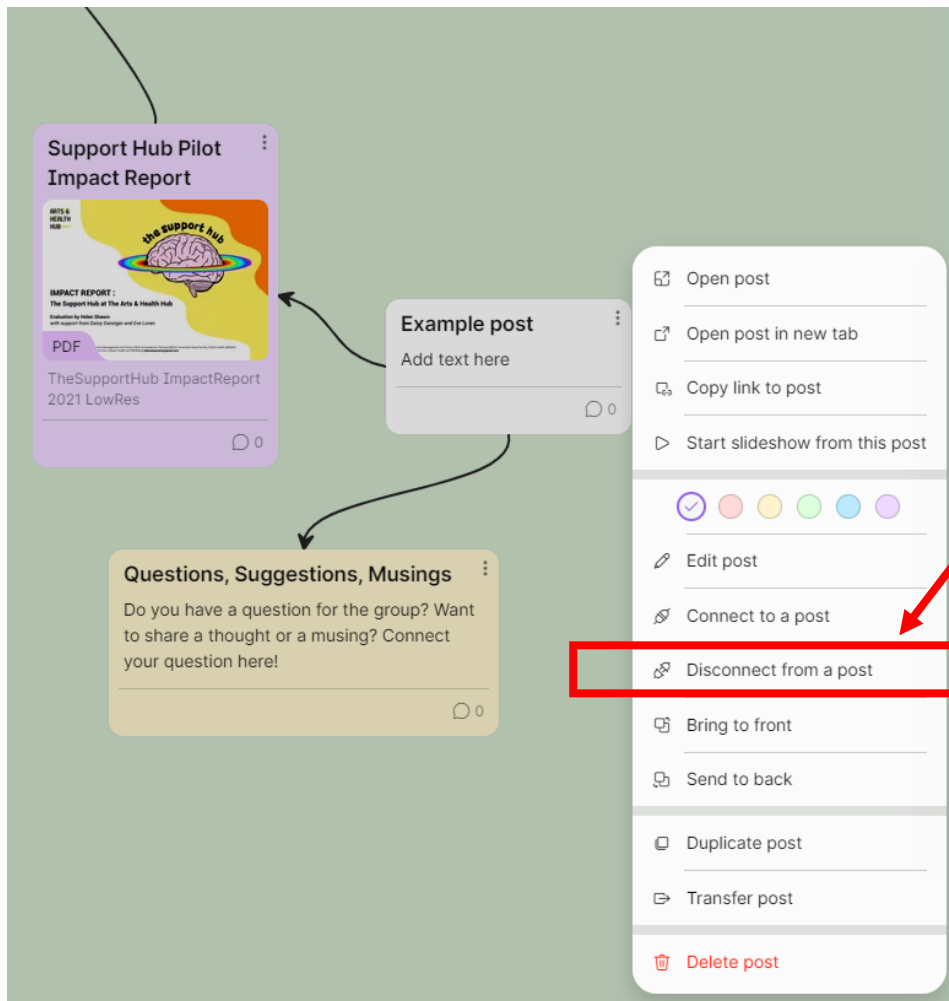 Support Hub Pilot
Impact Report
ARTS &
HEALTH
HUB
the support hub
IMPACT REPORT :
The Support Hub at The Arts & Health Hub
Evaluation by Helen Shearn
with support from Daisy Danziger and Eve Loren
PDF
TheSupportHub ImpactReport
2021 LowRes
0
Example post
Add text here
0
Questions, Suggestions, Musings
Do you have a question for the group? Want
to share a thought or a musing? Connect
your question here!
0
Open post
Open post in new tab
Copy link to post
Start slideshow from this post
Edit post
Connect to a post
Disconnect from a post
Bring to front
Send to back
Duplicate post
Transfer post
Delete post